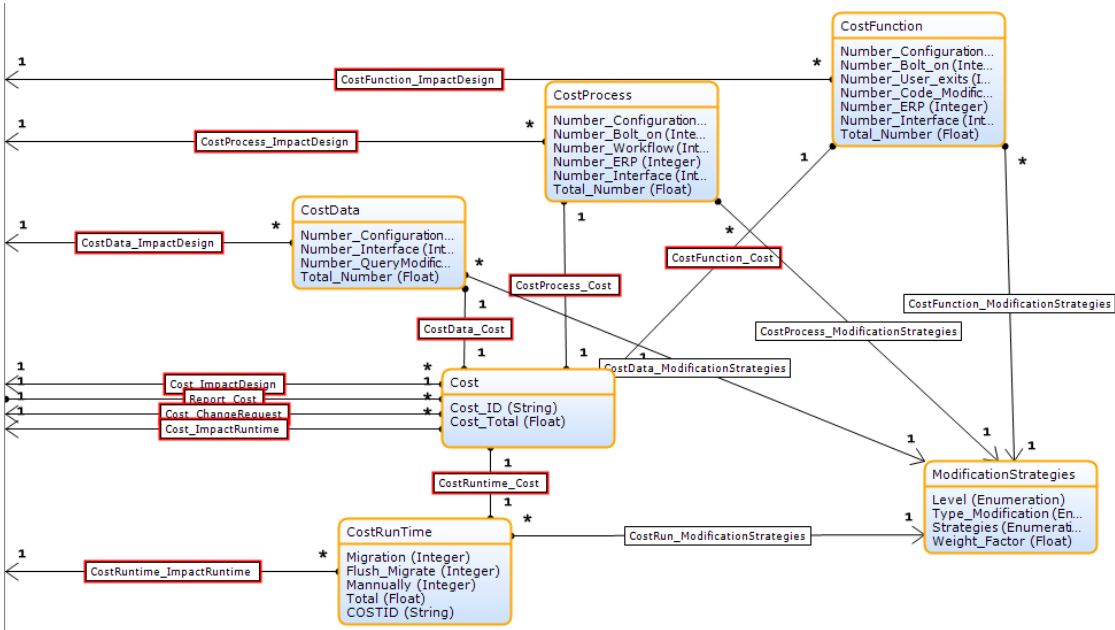 CostFunction
Number_Configuration...
Number_Bolt_on (Inte...
Number_User_exits (I...
Number_Code_Modific...
Number_ERP (Integer)
Number_Interface (Int...
Total_Number (Float)
1
CostFunction_ImpactDesign
*
CostProcess
Number_Configuration...
Number_Bolt_on (Inte...
Number_Workflow (Int...
Number_ERP (Integer)
Number_Interface (Int...
Total_Number (Float)
1
CostProcess_ImpactDesign
*
1
*
CostData
Number_Configuration...
Number_Interface (Int...
Number_QueryModific...
Total_Number (Float)
1
CostData_ImpactDesign
*
1
*
*
CostFunction_Cost
CostProcess_Cost
CostFunction_ModificationStrategies
1
CostData_Cost
CostProcess_ModificationStrategies
1
1
1
CostData_ModificationStrategies
1
Cost_ImpactDesign
*
1
Report_Cost
1
*
1
Cost_ChangeRequest
*
1
Cost_ImpactRuntime
Cost
Cost_ID (String)
Cost_Total (Float)
1
1
1
1
ModificationStrategies
Level (Enumeration)
Type_Modification (En...
Strategies (Enumerati...
Weight_Factor (Float)
CostRuntime_Cost
1
*
CostRun_ModificationStrategies
1
CostRunTime
Migration (Integer)
Flush_Migrate (Integer)
Mannually (Integer)
Total (Float)
COSTID (String)
1
CostRuntime_ImpactRuntime
*